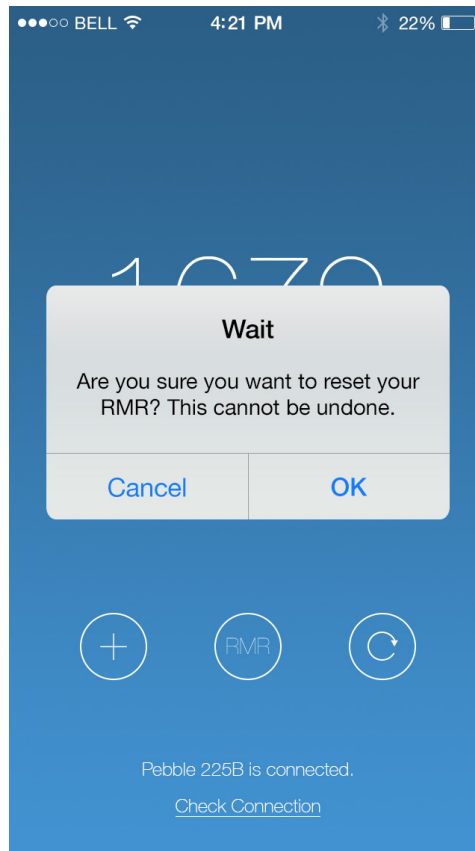 BELL 4:21 PM 22%
Wait
Are you sure you want to reset your
RMR? This cannot be undone.
Cancel OK
RMR
Pebble 225B is connected.
Check Connection